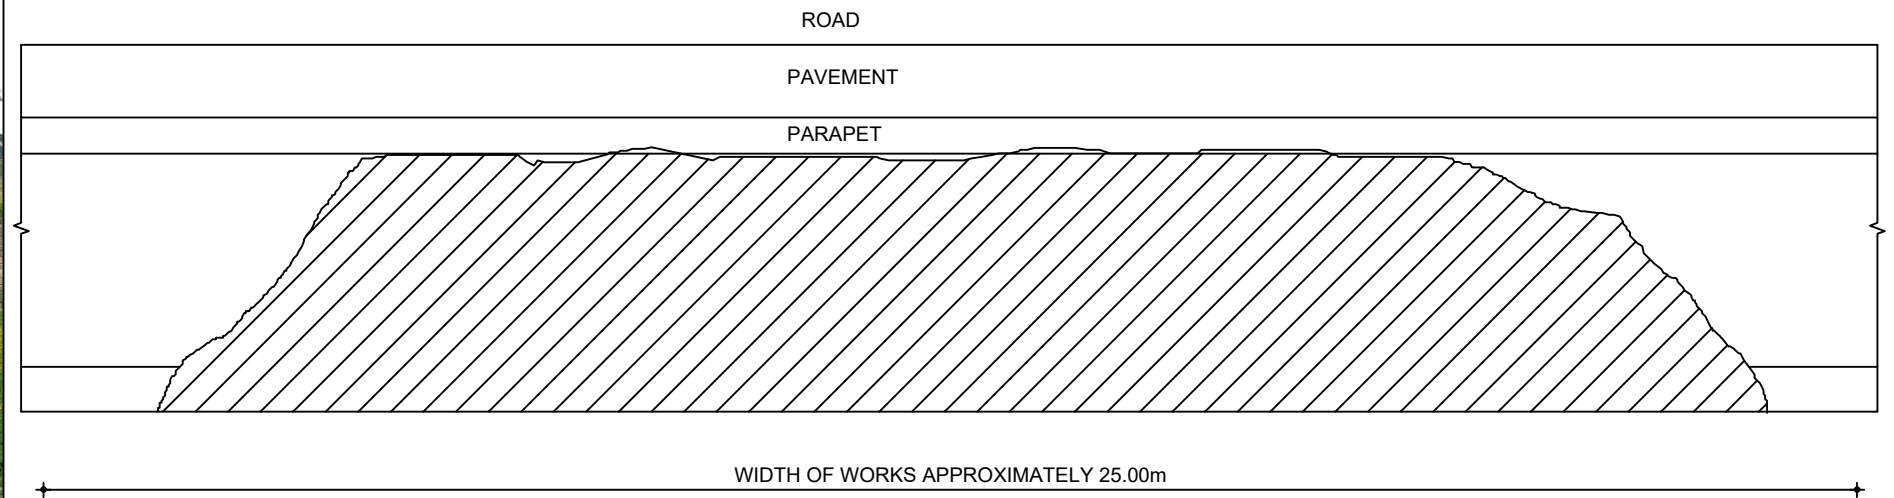 ROAD
PAVEMENT
PARAPET
WIDTH OF WORKS APPROXIMATELY 25.00m